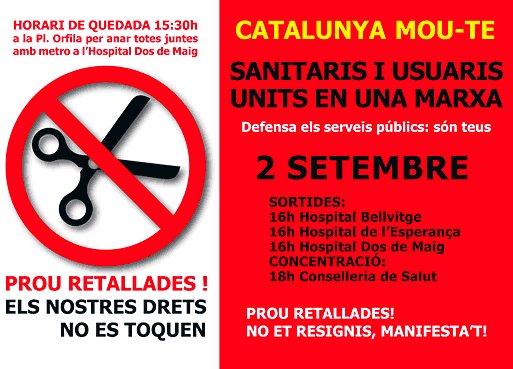 HORARI DE QUEDADA 15:30h
a la Pl. Orfila per anar totes juntes
amb metro a l'Hospital Dos de Maig
PROU RETALLADES !
ELS NOSTRES DRETS
NO ES TOQUEN
CATALUNYA MOU-TE
SANITARIS I USUARIS
UNITS EN UNA MARXA
Defensa els serveis públics: són teus
2 SETEMBRE
SORTIDES:
16h Hospital Bellvitge
16h Hospital de l'Esperança
16h Hospital Dos de Maig
CONCENTRACIÓ:
18h Conselleria de Salut
PROU RETALLADES!
NO ET RESIGNIS, MANIFESTA'T!